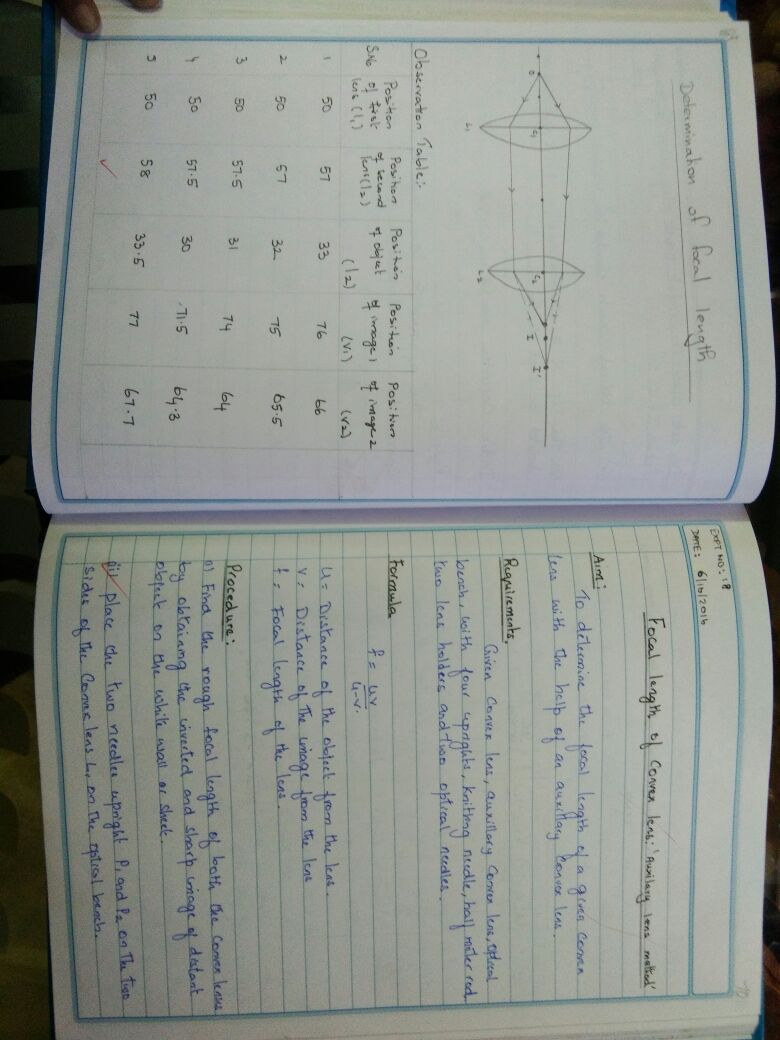 Determination of focal length
O
C1
L1
C2
L2
I
I'
Observation Table:-
S.No Position of first lens (l1) Position of second lens (l2) Position of object (l2) Position of image 1 (v1) Position of image 2 (v2)
1 50 57 33 76 66
2 50 57 32 75 65.5
3 50 57.5 31 74 64
4 50 57.5 30 71.5 64.3
5 50 58 33.5 77 67.7
EXPT NO: 18
DATE: 6/10/2016
70
Focal length of Convex lens: 'Auxilary lens method'
Aim:
To determine the focal length of a given convex
lens with the help of an auxilary convex lens.
Requirements,
Given Convex lens, auxillary Convex lens, optical
bench, with four uprights, knitting needle, half meter rod
two lens holders and two optical needles.
Formula
f = uv
u-v.
U = Distance of the object from the lens.
V = Distance of the image from the lens
f = Focal length of the lens.
Procedure:
i) Find the rough focal length of both the convex lenses
by obtaining the inverted and sharp image of distant
object on the white wall or sheet.
ii) Place the two needles upright P1 and P2 on the two
sides of the Convex lens L1 on the optical bench.